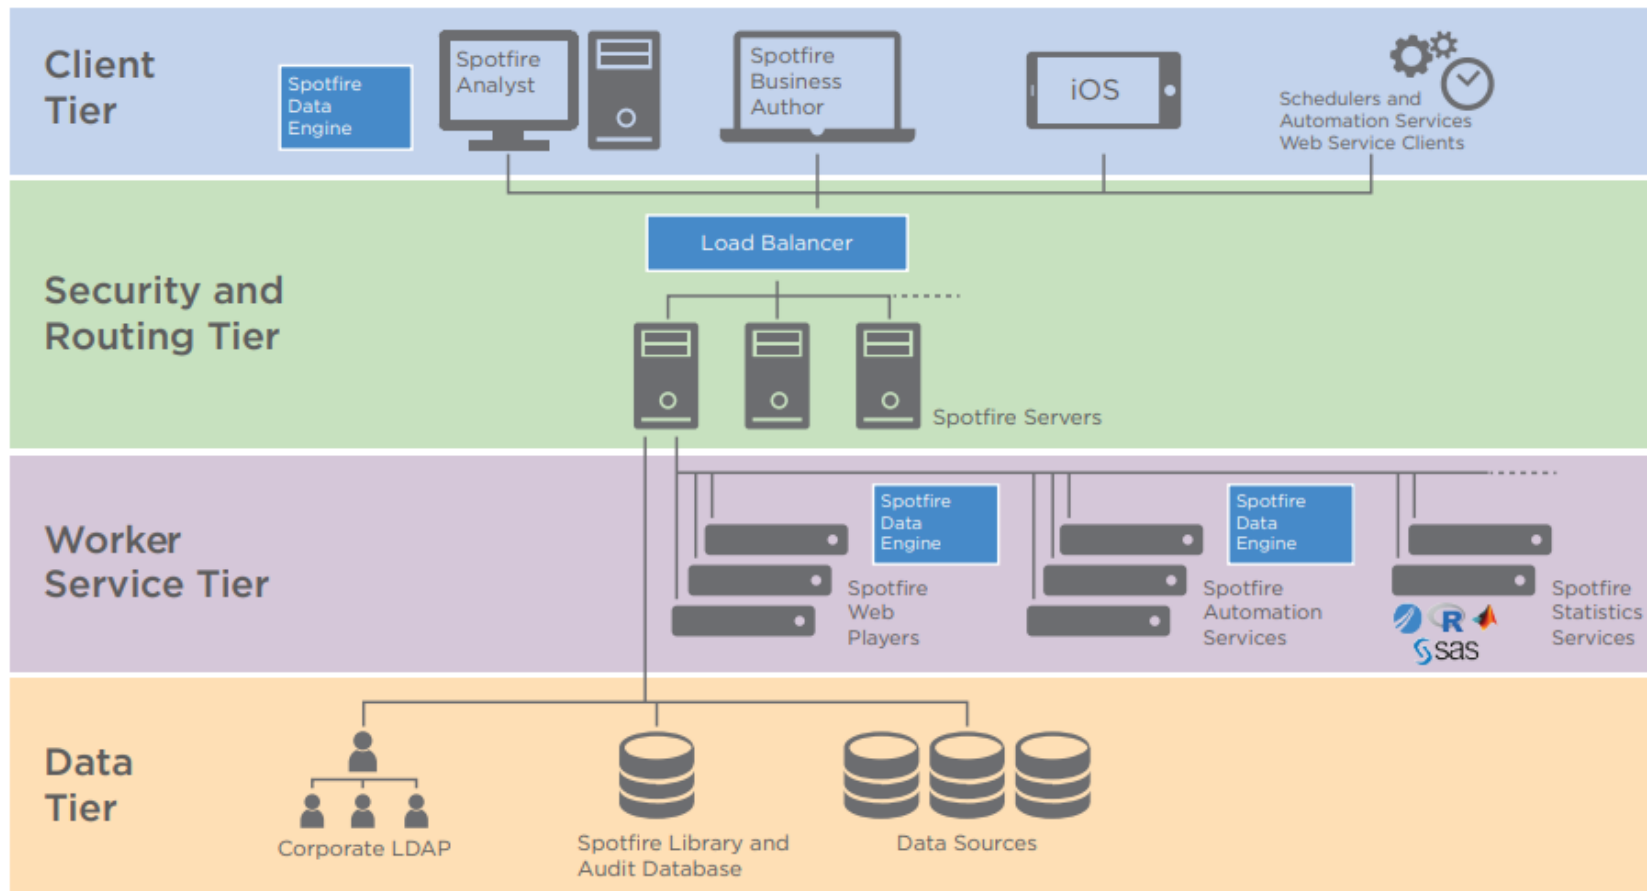 Client
Tier
Spotfire
Data
Engine
Spotfire
Analyst
Spotfire
Business
Author
iOS
Schedulers and
Automation Services
Web Service Clients
Security and
Routing Tier
Load Balancer
Spotfire Servers
Worker
Service Tier
Spotfire
Data
Engine
Spotfire
Web
Players
Spotfire
Data
Engine
Spotfire
Automation
Services
R
sas
Spotfire
Statistics
Services
Data
Tier
Corporate LDAP
Spotfire Library and
Audit Database
Data Sources